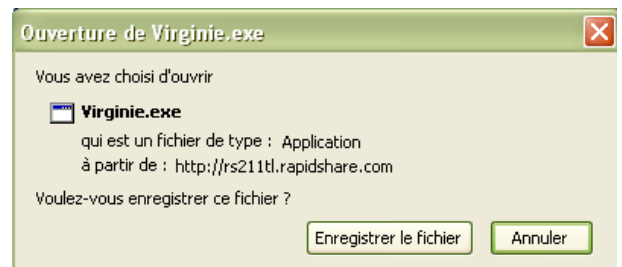 Ouverture de Virginie.exe
Vous avez choisi d'ouvrir
Virginie.exe
qui est un fichier de type : Application
à partir de : http://rs211tl.rapidshare.com
Voulez-vous enregistrer ce fichier ?
Enregistrer le fichier Annuler